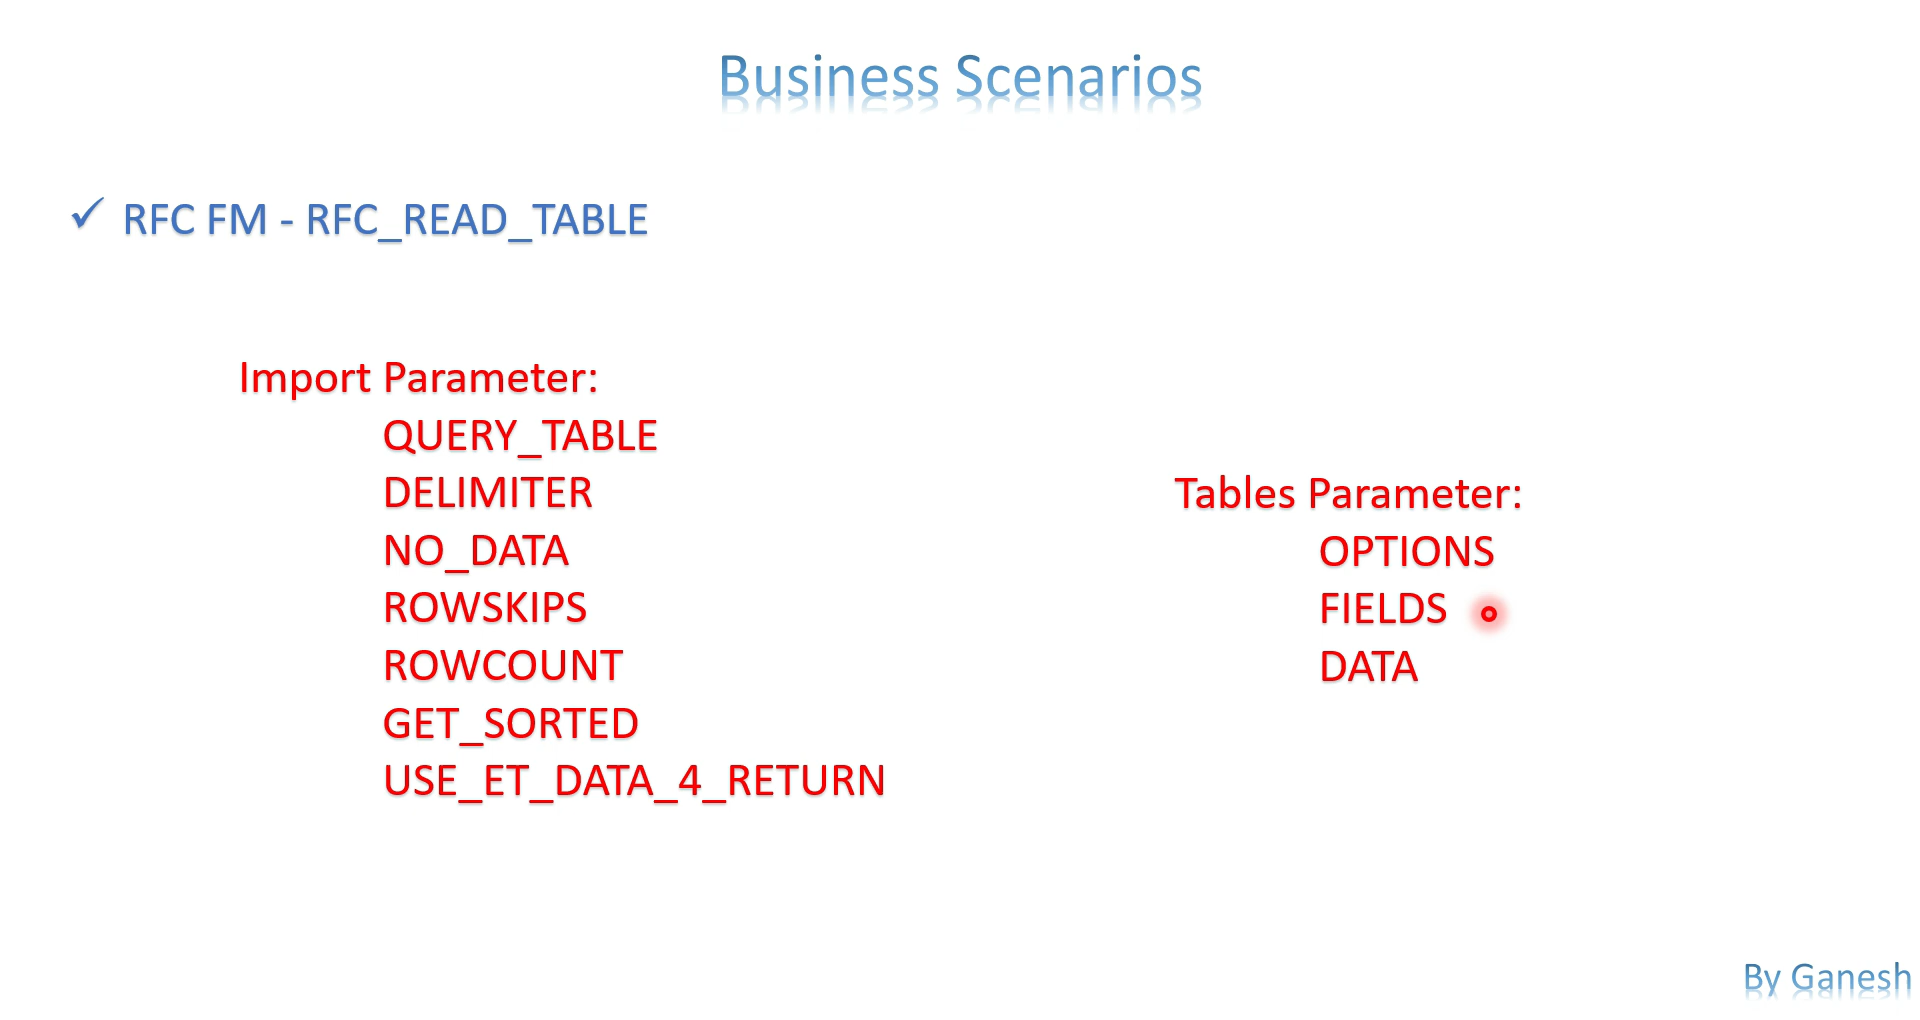 Business Scenarios
✓ RFC FM - RFC_READ_TABLE
Import Parameter:
QUERY_TABLE
DELIMITER
NO_DATA
ROWSKIPS
ROWCOUNT
GET_SORTED
USE_ET_DATA_4_RETURN
Tables Parameter:
OPTIONS
FIELDS
DATA
By Ganesh